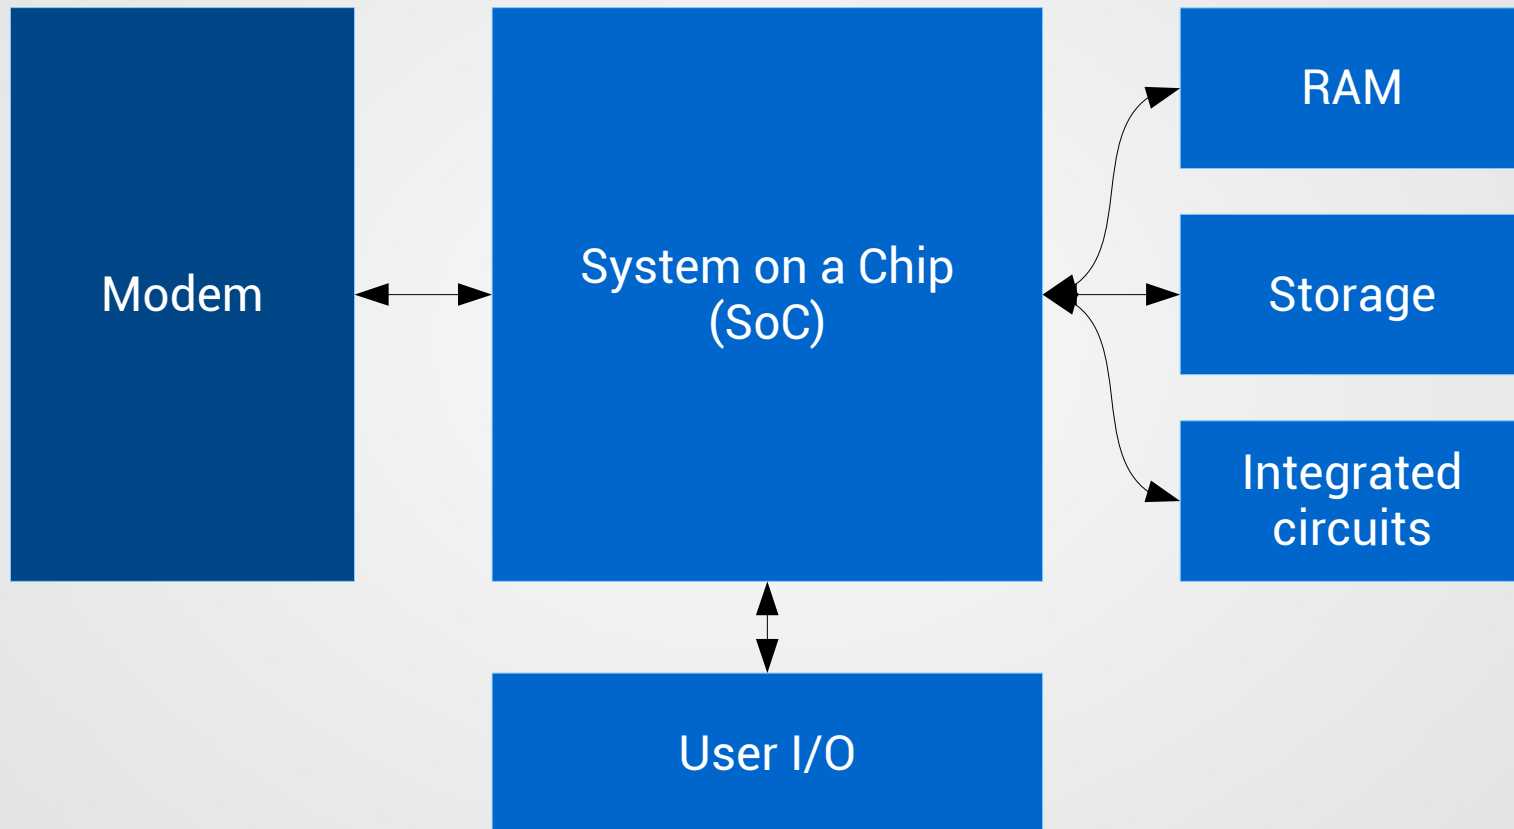 Modem
System on a Chip
(SoC)
RAM
Storage
Integrated
circuits
User I/O